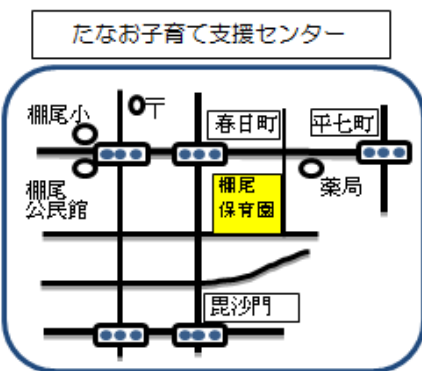 たなお子育て支援センター
棚尾小
〒
春日町
平七町
棚尾
公民館
棚尾
保育園
薬局
毘沙門